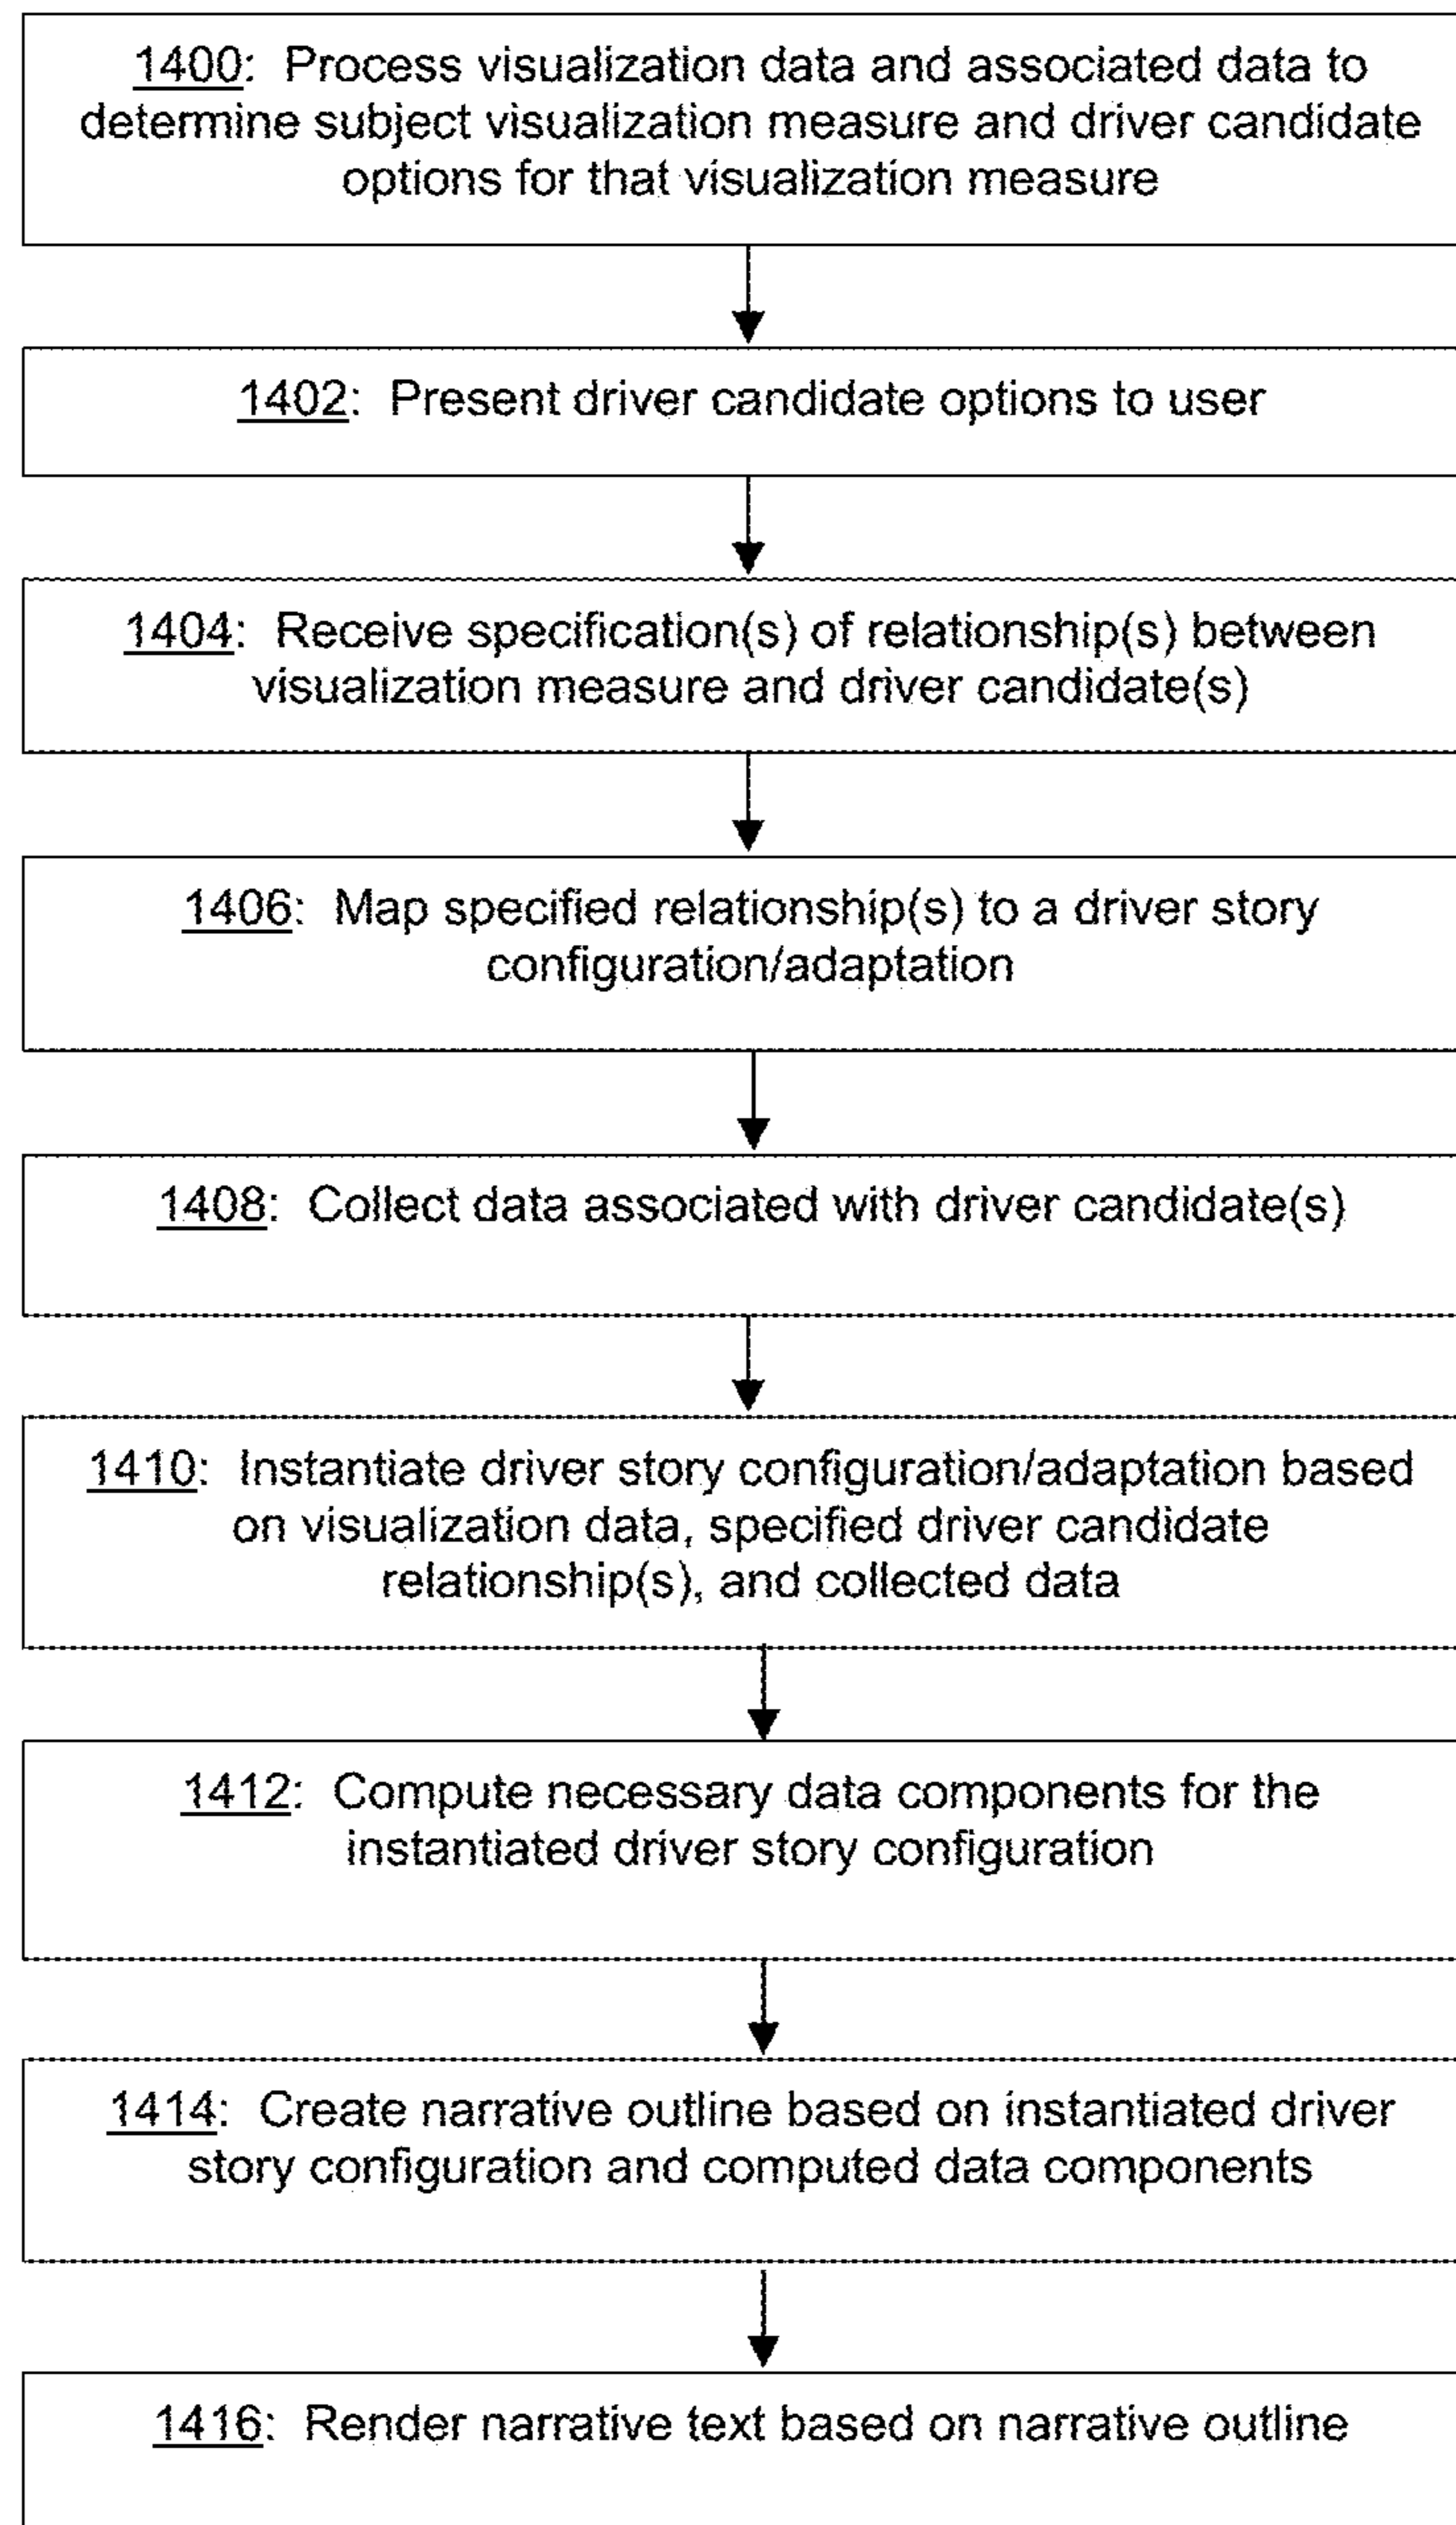 1400: Process visualization data and associated data to
determine subject visualization measure and driver candidate
options for that visualization measure
1402: Present driver candidate options to user
1404: Receive specification(s) of relationship(s) between
visualization measure and driver candidate(s)
1406: Map specified relationship(s) to a driver story
configuration/adaptation
1408: Collect data associated with driver candidate(s)
1410: Instantiate driver story configuration/adaptation based
on visualization data, specified driver candidate
relationship(s), and collected data
1412: Compute necessary data components for the
instantiated driver story configuration
1414: Create narrative outline based on instantiated driver
story configuration and computed data components
1416: Render narrative text based on narrative outline